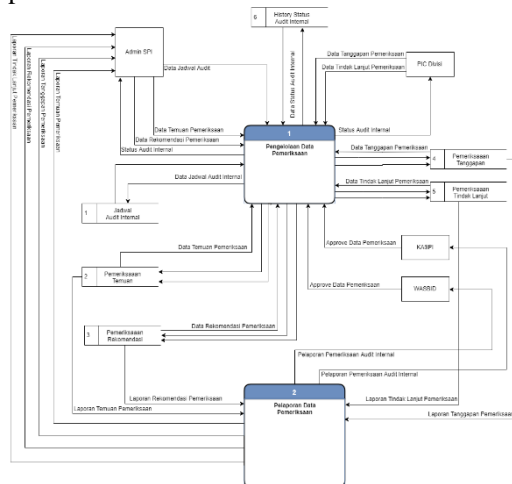 6 History Status
Audit Internal
Admin SPI
PIC Divisi
Data Tanggapan Pemeriksaan
Data Tindak Lanjut Pemeriksaan
Data Jadwal Audit
Data Status Audit Internal
Laporan Tindak Lanjut Pemeriksaan
Laporan Rekomendasi Pemeriksaan
Laporan Tanggapan Pemeriksaan
Laporan Temuan Pemeriksaan
Data Temuan Pemeriksaan
Data Rekomendasi Pemeriksaan
Status Audit Internal
1
Pengelolaan Data
Pemeriksaan
Status Audit Internal
Data Tanggapan Pemeriksaan
4 Pemeriksaaan
Tanggapan
Data Tindak Lanjut Pemeriksaan
5 Pemeriksaaan
Tindak Lanjut
Data Jadwal Audit Internal
1 Jadwal
Audit Internal
Approve Data Pemeriksaan
KASPI
Data Temuan Pemeriksaan
2 Pemeriksaaan
Temuan
Approve Data Pemeriksaan
WASBID
Data Rekomendasi Pemeriksaan
3 Pemeriksaaan
Rekomendasi
Pelaporan Pemeriksaan Audit Internal
Pelaporan Pemeriksaan Audit Internal
2
Pelaporan Data
Pemeriksaan
Laporan Rekomendasi Pemeriksaan
Laporan Tindak Lanjut Pemeriksaan
Laporan Temuan Pemeriksaan
Laporan Tanggapan Pemeriksaan